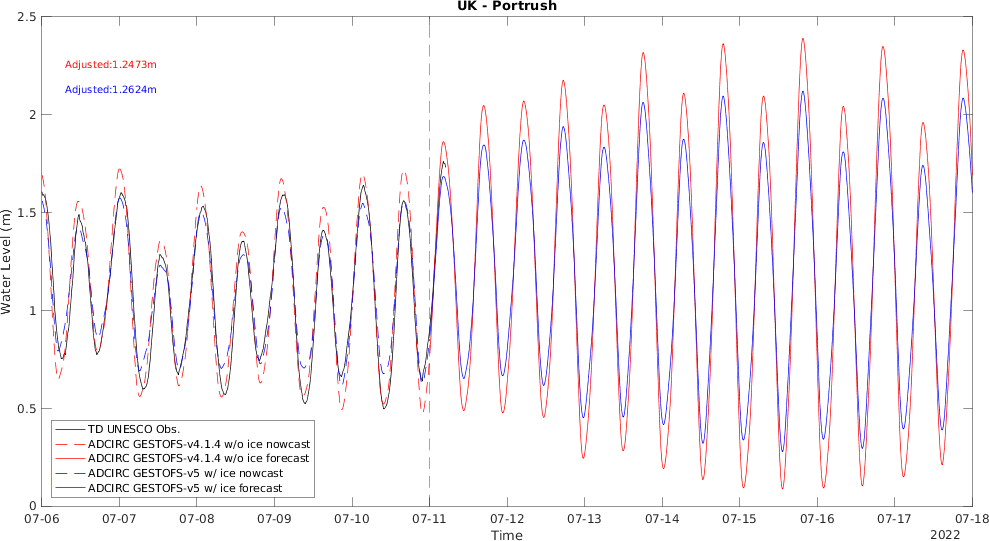 UK - Portrush
2.5
Adjusted:1.2473m
Adjusted:1.2624m
2
1.5
Water Level (m)
1
0.5
TD UNESCO Obs.
ADCIRC GESTOFS-v4.1.4 w/o ice nowcast
ADCIRC GESTOFS-v4.1.4 w/o ice forecast
ADCIRC GESTOFS-v5 w/ ice nowcast
ADCIRC GESTOFS-v5 w/ ice forecast
0
07-06 07-07 07-08 07-09 07-10 07-11 07-12 07-13 07-14 07-15 07-16 07-17 07-18
Time
2022